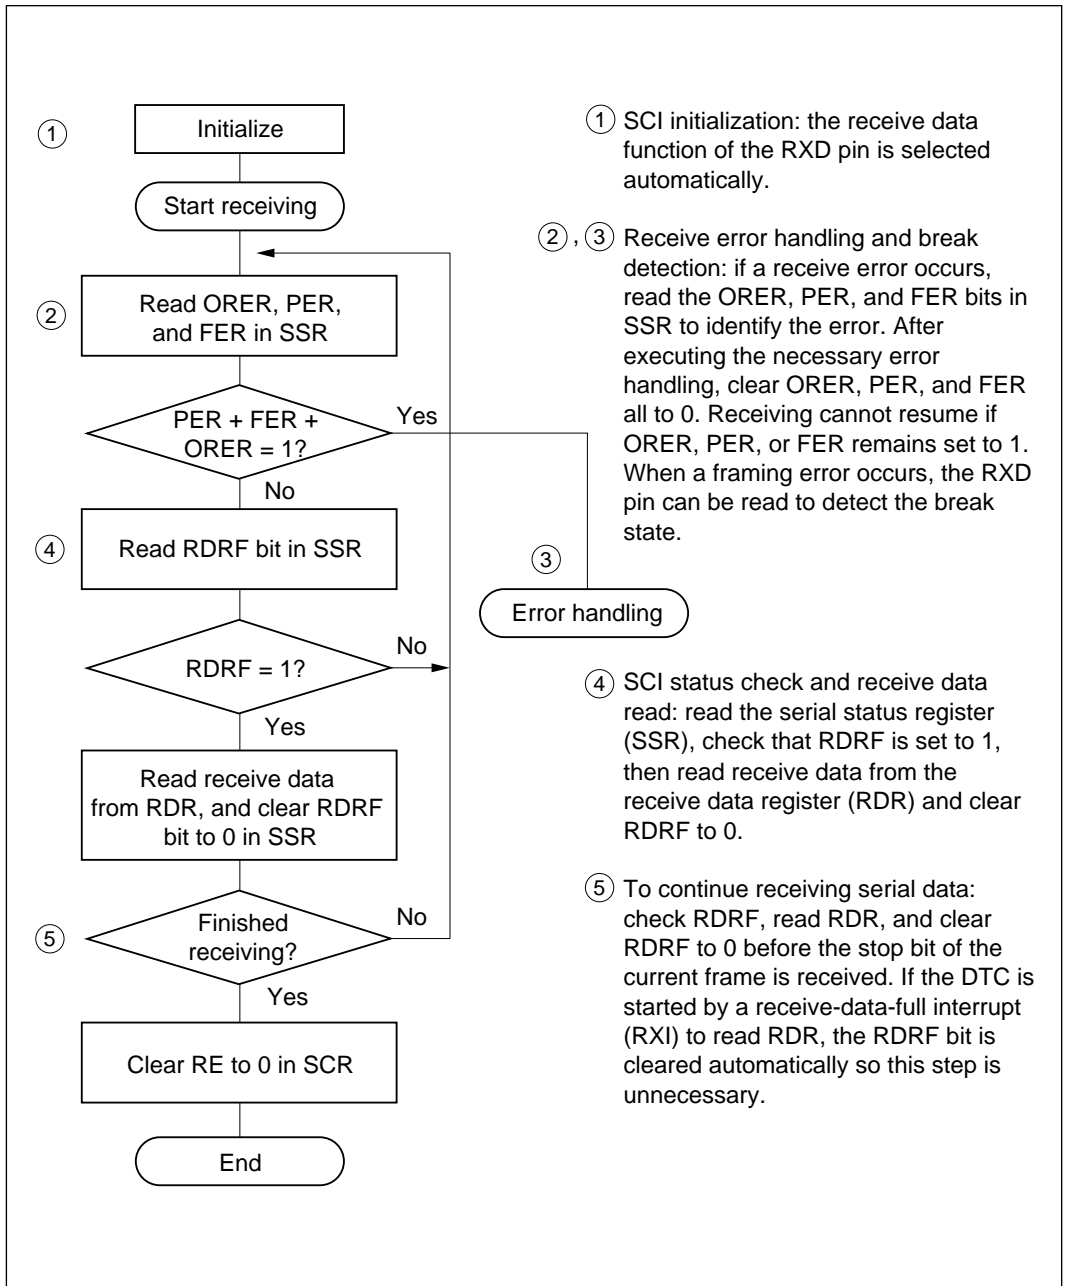 ① Initialize
Start receiving
② Read ORER, PER,
and FER in SSR
PER + FER +
ORER = 1?
Yes
No
④ Read RDRF bit in SSR
③
Error handling
RDRF = 1?
No
Yes
Read receive data
from RDR, and clear RDRF
bit to 0 in SSR
⑤ Finished
receiving?
No
Yes
Clear RE to 0 in SCR
End
① SCI initialization: the receive data
function of the RXD pin is selected
automatically.
②, ③ Receive error handling and break
detection: if a receive error occurs,
read the ORER, PER, and FER bits in
SSR to identify the error. After
executing the necessary error
handling, clear ORER, PER, and FER
all to 0. Receiving cannot resume if
ORER, PER, or FER remains set to 1.
When a framing error occurs, the RXD
pin can be read to detect the break
state.
④ SCI status check and receive data
read: read the serial status register
(SSR), check that RDRF is set to 1,
then read receive data from the
receive data register (RDR) and clear
RDRF to 0.
⑤ To continue receiving serial data:
check RDRF, read RDR, and clear
RDRF to 0 before the stop bit of the
current frame is received. If the DTC is
started by a receive-data-full interrupt
(RXI) to read RDR, the RDRF bit is
cleared automatically so this step is
unnecessary.